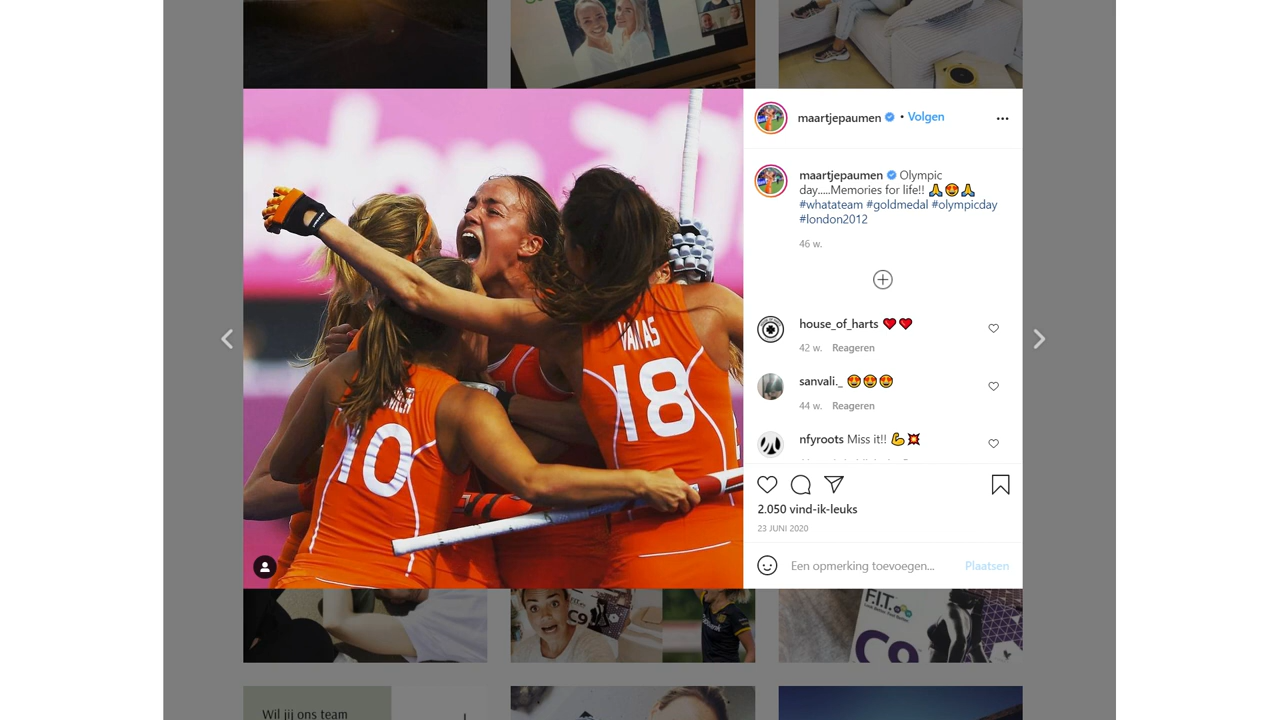 maartjepaumen • Volgen
maartjepaumen Olympic
day.....Memories for life!! 🙏😍🙏
#whatateam #goldmedal #olympicday
#london2012
46 w.
house_of_harts ❤️❤️
42 w. Reageren
sanvali._ 😍😍😍
44 w. Reageren
nfyroots Miss it!! 💪💥
2.050 vind-ik-leuks
23 JUNI 2020
Een opmerking toevoegen...
Plaatsen
18
10
F.I.T.
C9
C9
Wil jij ons team